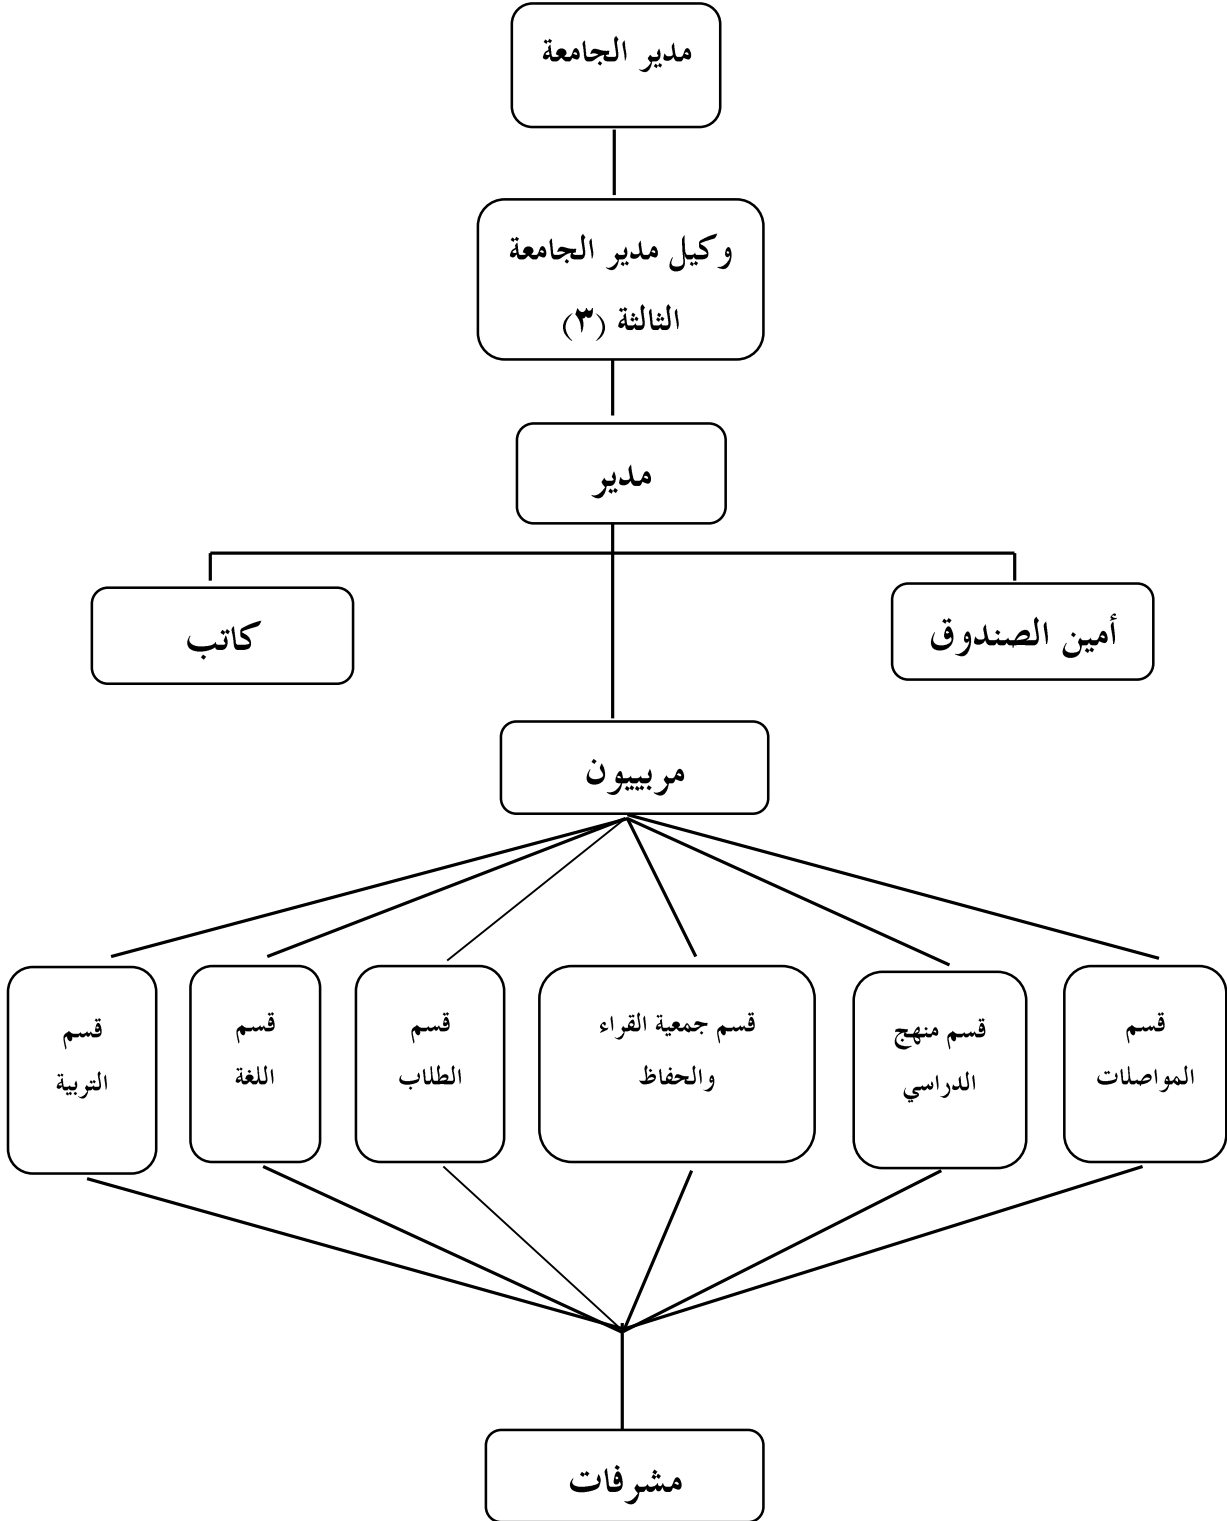 مدير الجامعة
وكيل مدير الجامعة
الثالثة (٣)
مدير
أمين الصندوق
كاتب
مربييون
قسم
المواصلات
قسم منهج
الدراسي
قسم جمعية القراء
والحفاظ
قسم
الطلاب
قسم
اللغة
قسم
التربية
مشرفات